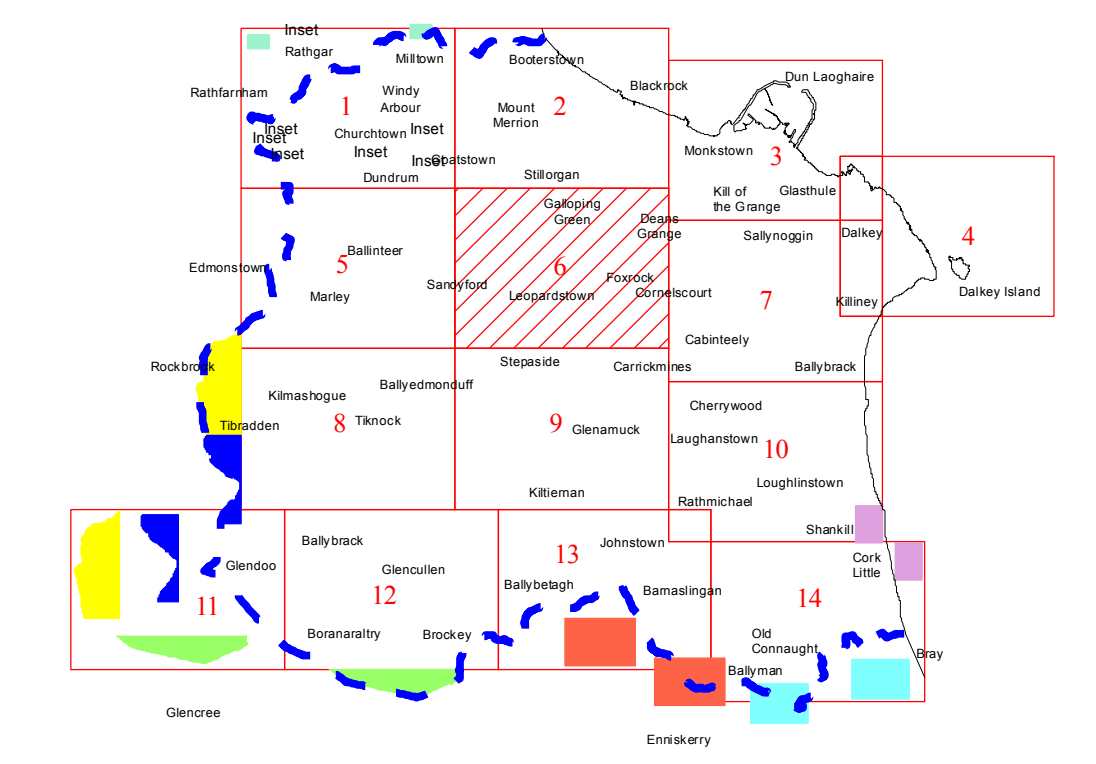 Inset
Rathgar
Milltown
Booterstown
Rathfarnham
Windy
Arbour
1
Mount
Merrion
2
Blackrock
Dun Laoghaire
Inset
Inset
Inset
Churchtown
Inset
Inset
Inset
Goatstown
Dundrum
Stillorgan
Monkstown
3
Kill of
the Grange
Glasthule
Galloping
Green
Deans
Grange
Sallynoggin
Dalkey
4
Edmonstown
5
Ballinteer
Marley
Sandyford
6
Foxrock
Leopardstown
Cornelscourt
7
Killiney
Dalkey Island
Cabinteely
Rockbrock
Stepaside
Carrickmines
Ballybrack
Kilmashogue
Ballyedmonduff
Tibradden
8
Tiknock
9
Glenamuck
Cherrywood
Laughanstown
10
Loughlinstown
Kiltieman
Rathmichael
Shankill
Ballybrack
Johnstown
Cork
Little
Glendoo
Glencullen
13
11
12
Ballybetagh
Bamaslingan
14
Boranaraltry
Brockey
Old
Connaught
Bray
Ballyman
Glencree
Enniskerry